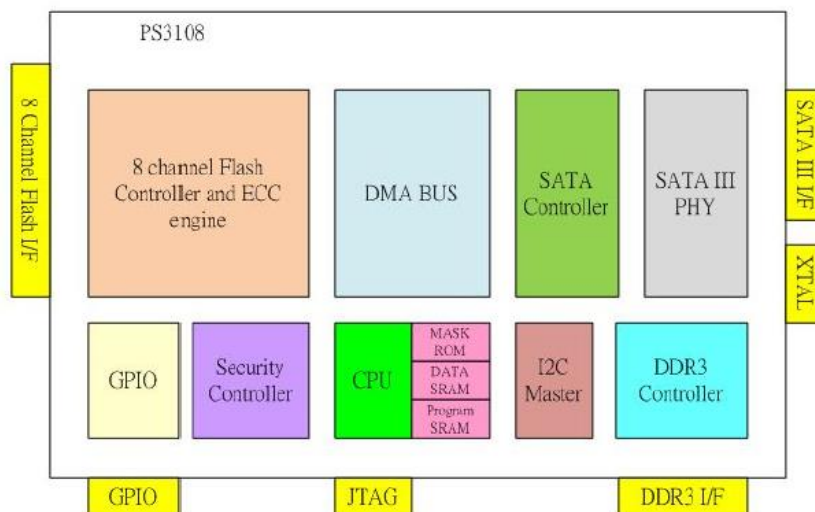 PS3108
8 Channel Flash I/F
8 channel Flash
Controller and ECC
engine
DMA BUS
SATA
Controller
SATA III
PHY
SATA III I/F
XTAL
GPIO
Security
Controller
CPU
MASK
ROM
DATA
SRAM
Program
SRAM
I2C
Master
DDR3
Controller
GPIO
JTAG
DDR3 I/F